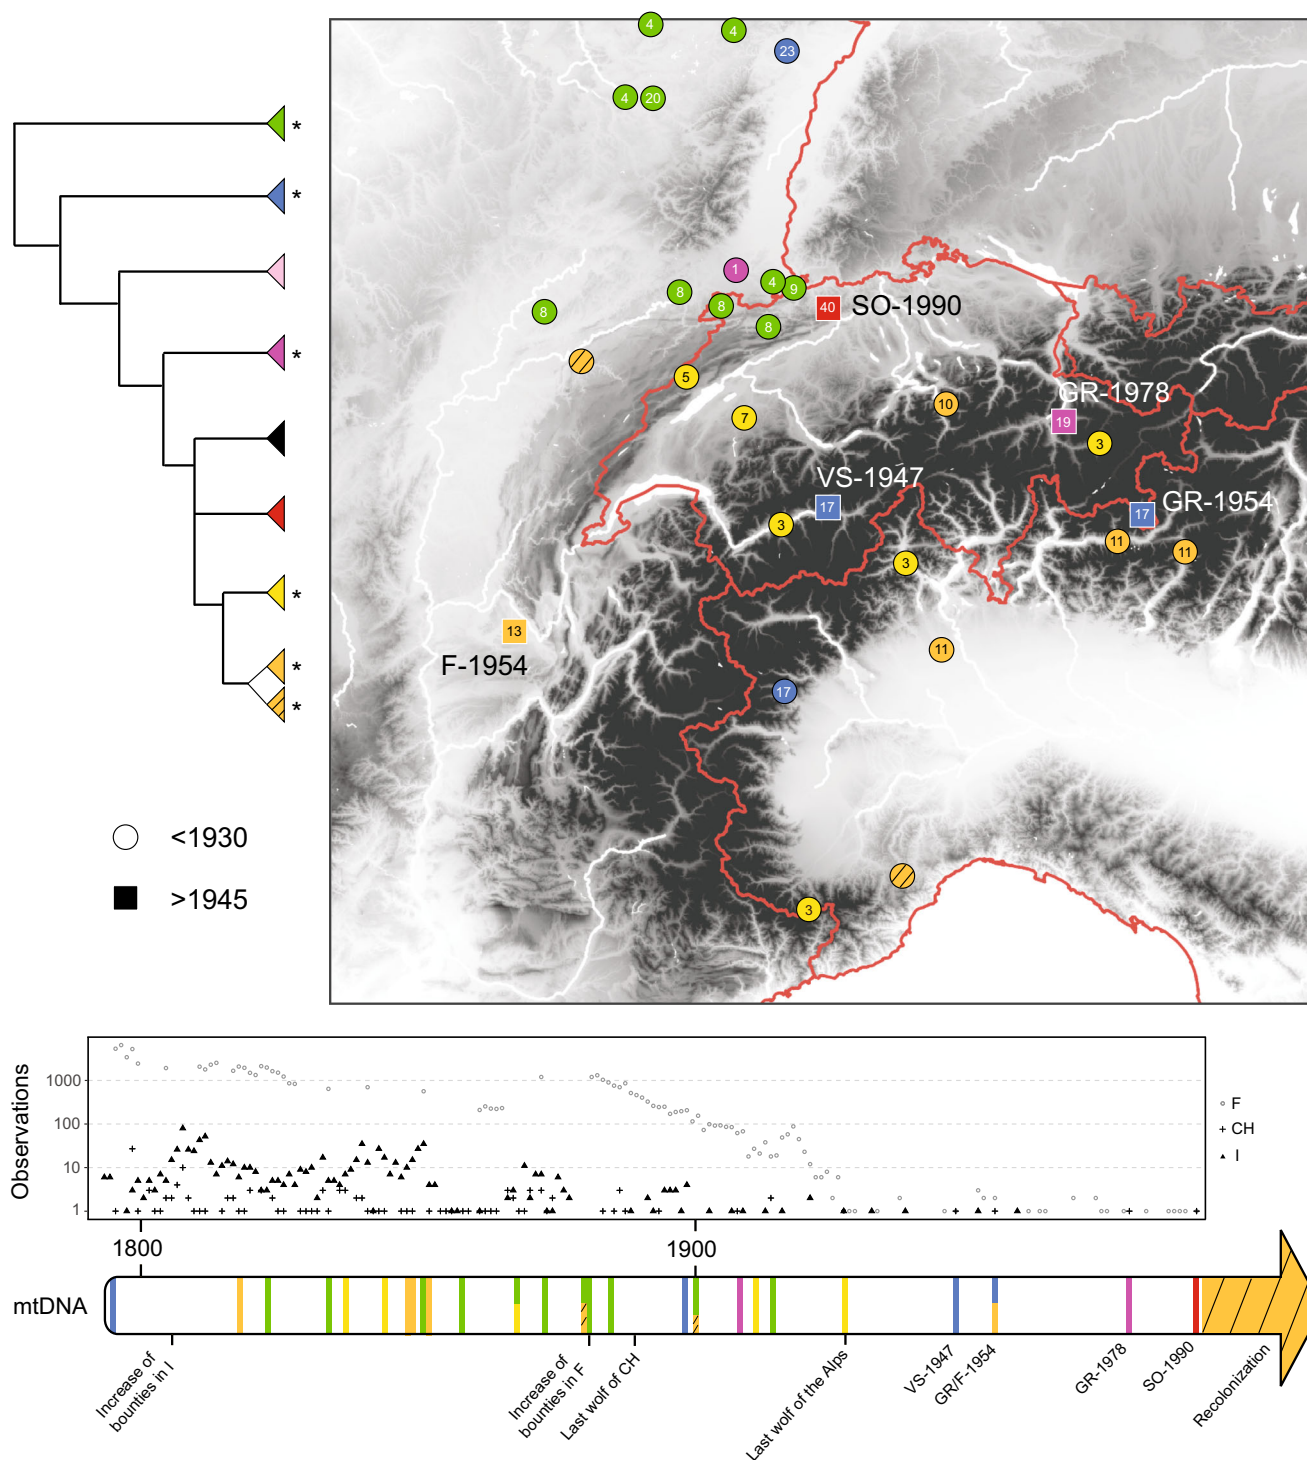 4
4
23
4 20
*
*
*
*
*
*
1
4
9
8
8
8
8
40 SO-1990
5
7
10
GR-1978
19
3
VS-1947
17
3
GR-1954
17
11
11
3
13
F-1954
11
17
3
<1930
>1945
Observations
1000
100
10
1
F
CH
I
1800
1900
mtDNA
Increase of
bounties in I
Increase of
bounties in F
Last wolf of CH
Last wolf of the Alps
VS-1947
GR/F-1954
GR-1978
SO-1990
Recolonization